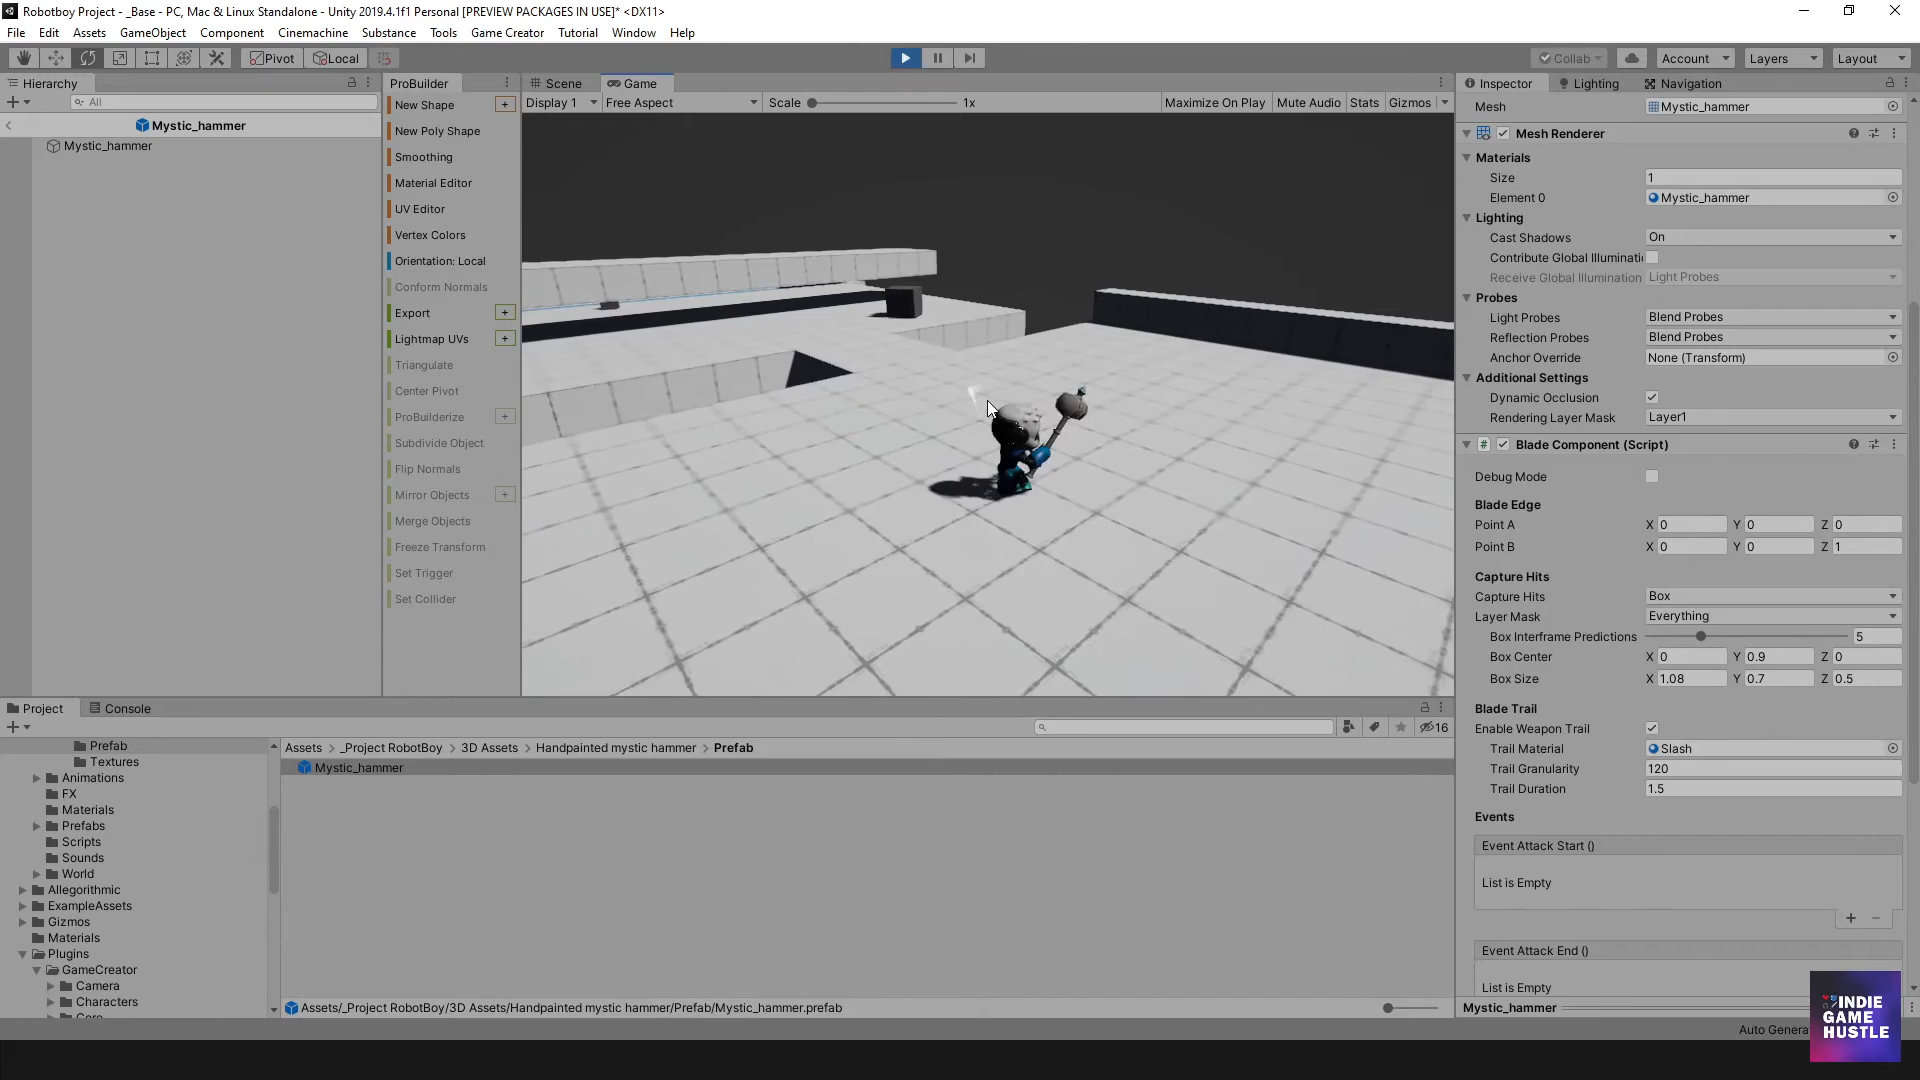 Robotboy Project - _Base - PC, Mac & Linux Standalone - Unity 2019.4.1f1 Personal [PREVIEW PACKAGES IN USE]* <DX11>
File Edit Assets GameObject Component Cinemachine Substance Tools Game Creator Tutorial Window Help
Pivot Local Collab Account Layers Layout
Hierarchy
All
Mystic_hammer
Mystic_hammer
ProBuilder
New Shape +
New Poly Shape
Smoothing
Material Editor
UV Editor
Vertex Colors
Orientation: Local
Conform Normals
Export +
Lightmap UVs +
Triangulate
Center Pivot
ProBuilderize +
Subdivide Object
Flip Normals
Mirror Objects +
Merge Objects
Freeze Transform
Set Trigger
Set Collider
Scene Game
Display 1 Free Aspect Scale 1x Maximize On Play Mute Audio Stats Gizmos
Inspector Lighting Navigation
Mesh Mystic_hammer
Mesh Renderer
Materials
Size 1
Element 0 Mystic_hammer
Lighting
Cast Shadows On
Contribute Global Illuminati
Receive Global Illumination Light Probes
Probes
Light Probes Blend Probes
Reflection Probes Blend Probes
Anchor Override None (Transform)
Additional Settings
Dynamic Occlusion
Rendering Layer Mask Layer1
# Blade Component (Script)
Debug Mode
Blade Edge
Point A X 0 Y 0 Z 0
Point B X 0 Y 0 Z 1
Capture Hits
Capture Hits Box
Layer Mask Everything
Box Interframe Predictions 5
Box Center X 0 Y 0.9 Z 0
Box Size X 1.08 Y 0.7 Z 0.5
Blade Trail
Enable Weapon Trail
Trail Material Slash
Trail Granularity 120
Trail Duration 1.5
Events
Event Attack Start ()
List is Empty
+ −
Event Attack End ()
List is Empty
Mystic_hammer
Auto Genera
INDIE
GAME
HUSTLE
Project Console
16
Prefab
Textures
Animations
FX
Materials
Prefabs
Scripts
Sounds
World
Allegorithmic
ExampleAssets
Gizmos
Materials
Plugins
GameCreator
Camera
Characters
Core
Assets > _Project RobotBoy > 3D Assets > Handpainted mystic hammer > Prefab
Mystic_hammer
Assets/_Project RobotBoy/3D Assets/Handpainted mystic hammer/Prefab/Mystic_hammer.prefab